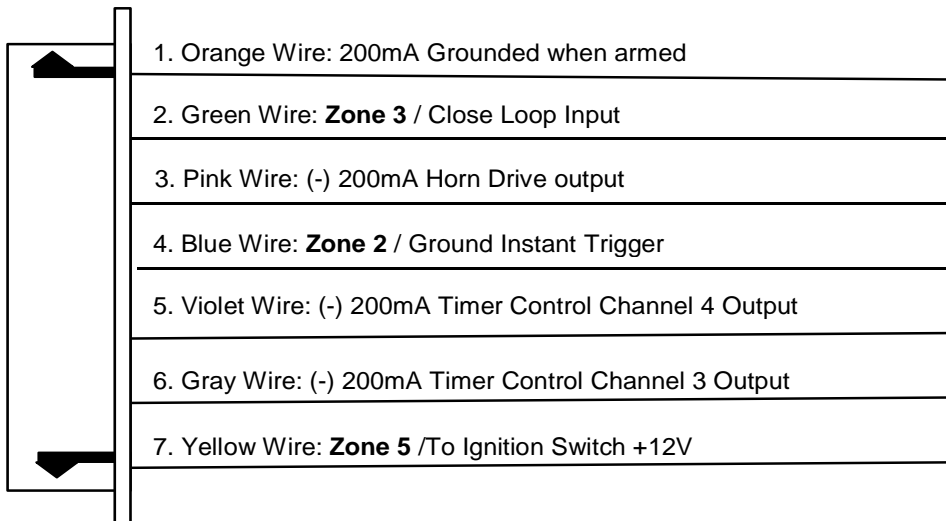 1. Orange Wire: 200mA Grounded when armed
2. Green Wire: Zone 3 / Close Loop Input
3. Pink Wire: (-) 200mA Horn Drive output
4. Blue Wire: Zone 2 / Ground Instant Trigger
5. Violet Wire: (-) 200mA Timer Control Channel 4 Output
6. Gray Wire: (-) 200mA Timer Control Channel 3 Output
7. Yellow Wire: Zone 5 /To Ignition Switch +12V